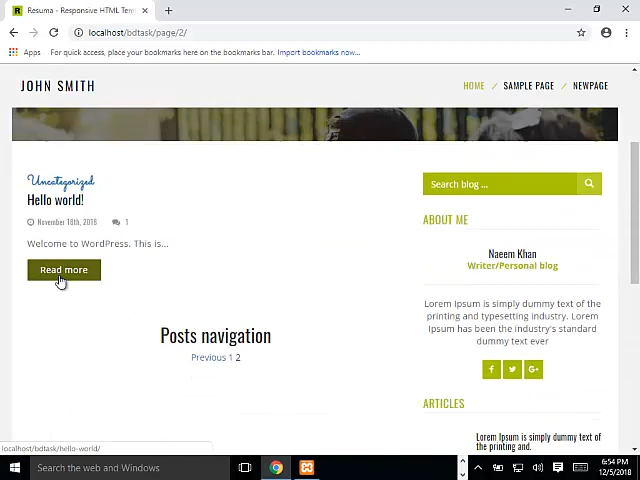 Resuma - Responsive HTML Tem
localhost/bdtask/page/2/
Apps For quick access, place your bookmarks here on the bookmarks bar. Import bookmarks now...
JOHN SMITH
HOME / SAMPLE PAGE / NEWPAGE
Uncategorized
Hello world!
November 18th, 2018 1
Welcome to WordPress. This is...
Read more
Posts navigation
Previous 1 2
Search blog ...
ABOUT ME
Naeem Khan
Writer/Personal blog
Lorem Ipsum is simply dummy text of the
printing and typesetting industry. Lorem
Ipsum has been the industry's standard
dummy text ever
f G+
ARTICLES
Lorem Ipsum is simply dummy text of the
printing and.
localhost/bdtask/hello-world/
Search the web and Windows
6:54 PM
12/5/2018